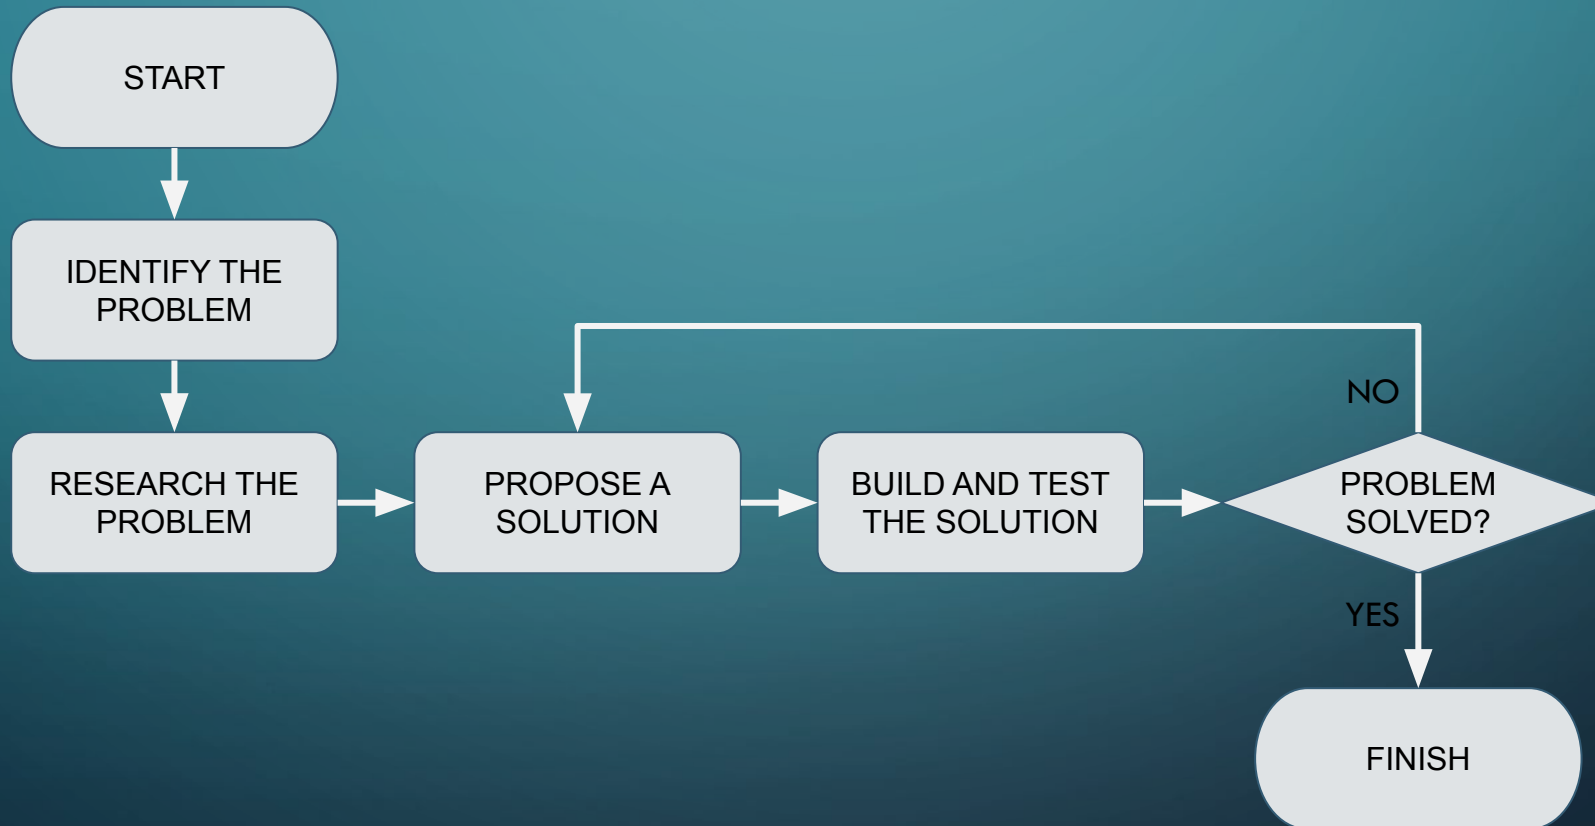 START
IDENTIFY THE
PROBLEM
RESEARCH THE
PROBLEM
PROPOSE A
SOLUTION
BUILD AND TEST
THE SOLUTION
PROBLEM
SOLVED?
NO
YES
FINISH